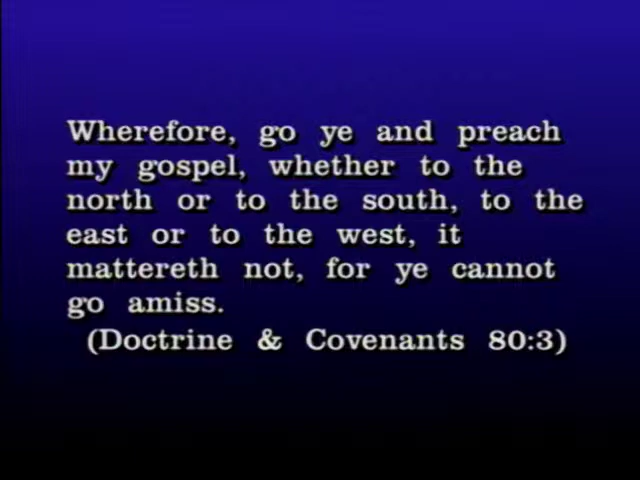 Wherefore, go ye and preach
my gospel, whether to the
north or to the south, to the
east or to the west, it
mattereth not, for ye cannot
go amiss.
(Doctrine & Covenants 80:3)